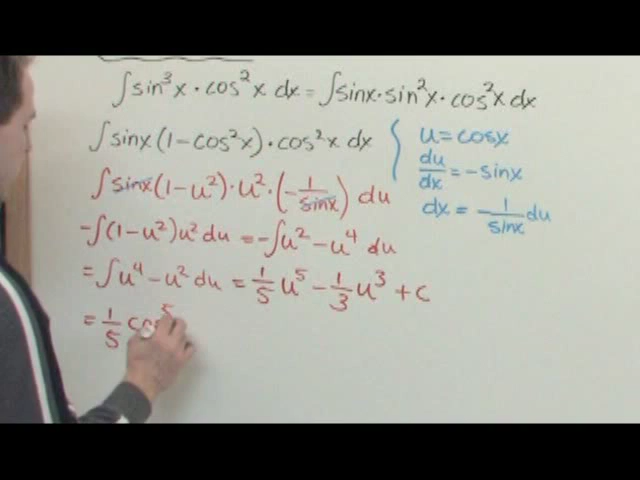 ∫sin³x·cos²x dx = ∫sinx·sin²x·cos²x dx
∫sinx(1-cos²x)·cos²x dx
u = cosx
du/dx = -sinx
dx = -1/sinx du
∫sinx(1-u²)·u²·(-1/sinx) du
-∫(1-u²)u² du = -∫u²-u⁴ du
= ∫u⁴-u² du = 1/5 u⁵ - 1/3 u³ + c
= 1/5 cos⁵